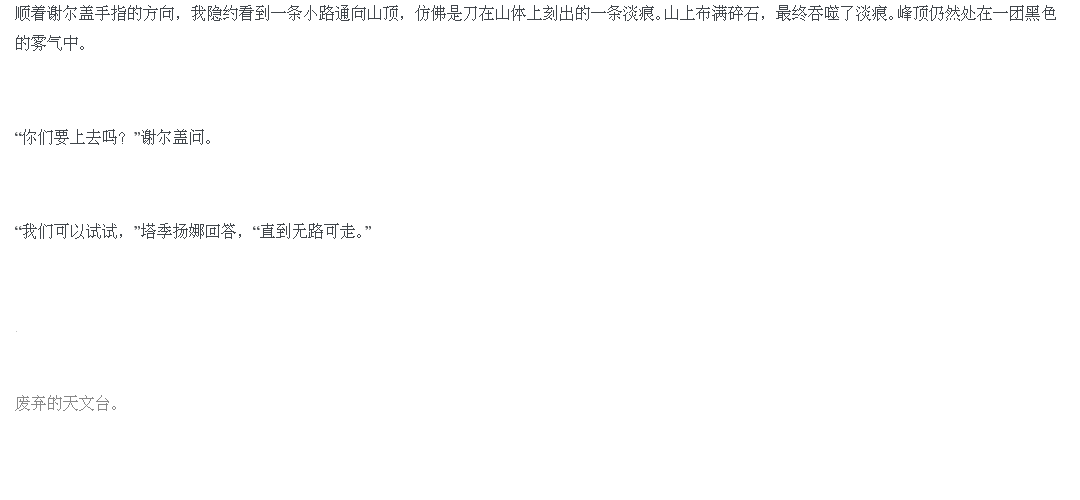 顺着谢尔盖手指的方向，我隐约看到一条小路通向山顶，仿佛是刀在山体上刻出的一条淡痕。山上布满碎石，最终吞噬了淡痕。峰顶仍然处在一团黑色
的雾气中。
“你们要上去吗？”谢尔盖问。
“我们可以试试，”塔季扬娜回答，“直到无路可走。”
.
废弃的天文台。